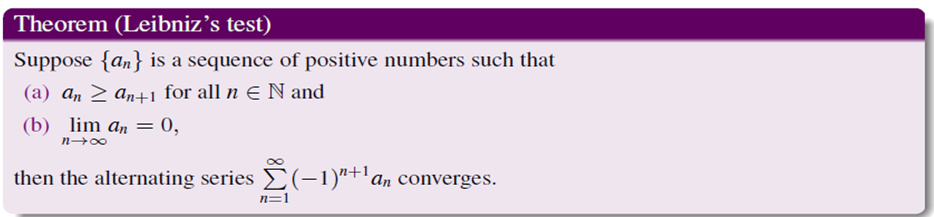 Theorem (Leibniz's test)
Suppose {aₙ} is a sequence of positive numbers such that
(a) aₙ ≥ aₙ₊₁ for all n ∈ ℕ and
(b) lim n→∞ aₙ = 0,
then the alternating series ∞∑n=1 (−1)ⁿ⁺¹aₙ converges.